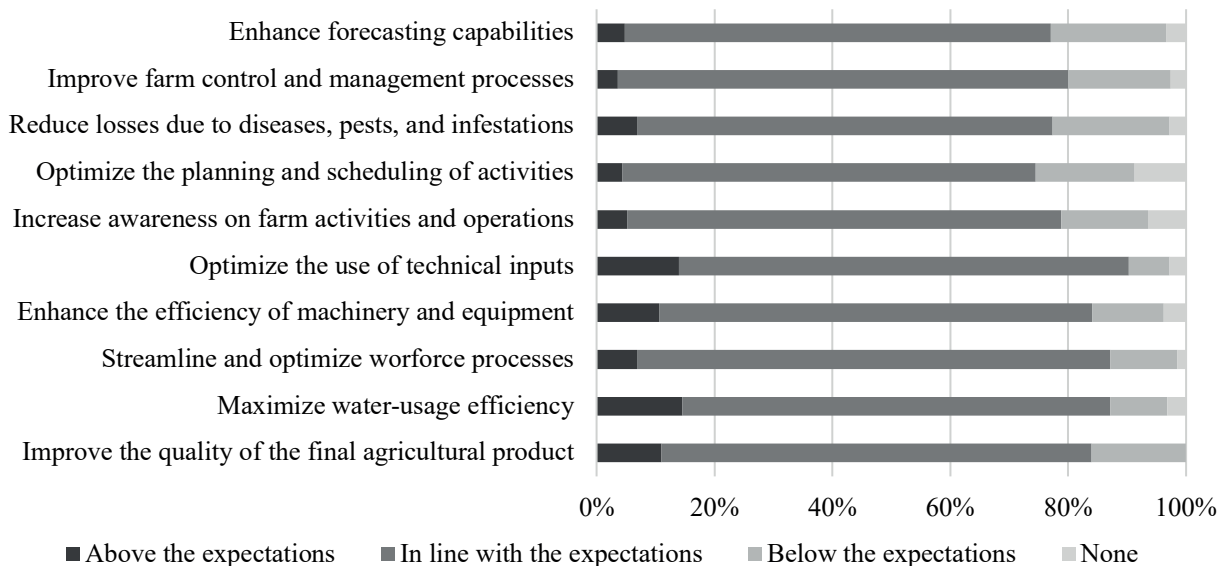 Enhance forecasting capabilities
Improve farm control and management processes
Reduce losses due to diseases, pests, and infestations
Optimize the planning and scheduling of activities
Increase awareness on farm activities and operations
Optimize the use of technical inputs
Enhance the efficiency of machinery and equipment
Streamline and optimize worforce processes
Maximize water-usage efficiency
Improve the quality of the final agricultural product
0% 20% 40% 60% 80% 100%
Above the expectations In line with the expectations Below the expectations None